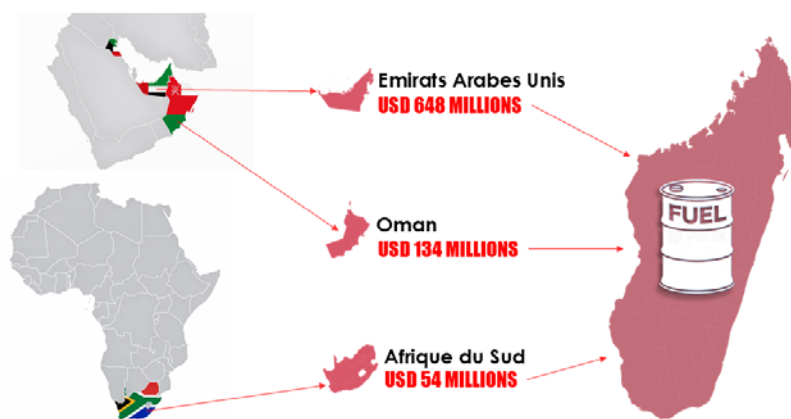 Emirats Arabes Unis
USD 648 MILLIONS
FUEL
Oman
USD 134 MILLIONS
Afrique du Sud
USD 54 MILLIONS